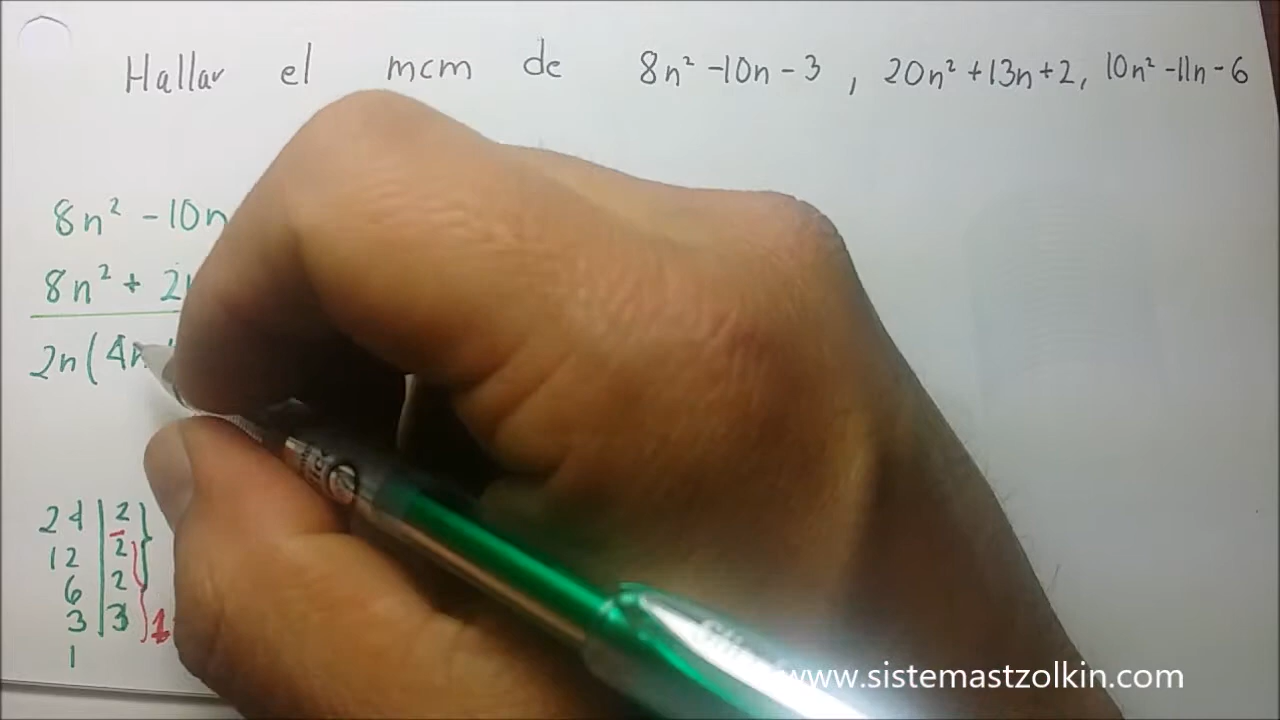 Hallar el mcm de 8n² -10n -3 , 20n² +13n+2, 10n² -11n -6
8n² -10n
8n² + 2
2n(4n
24 | 2
12 | 2
6 | 2
3 | 3
1
www.sistemastzolkin.com